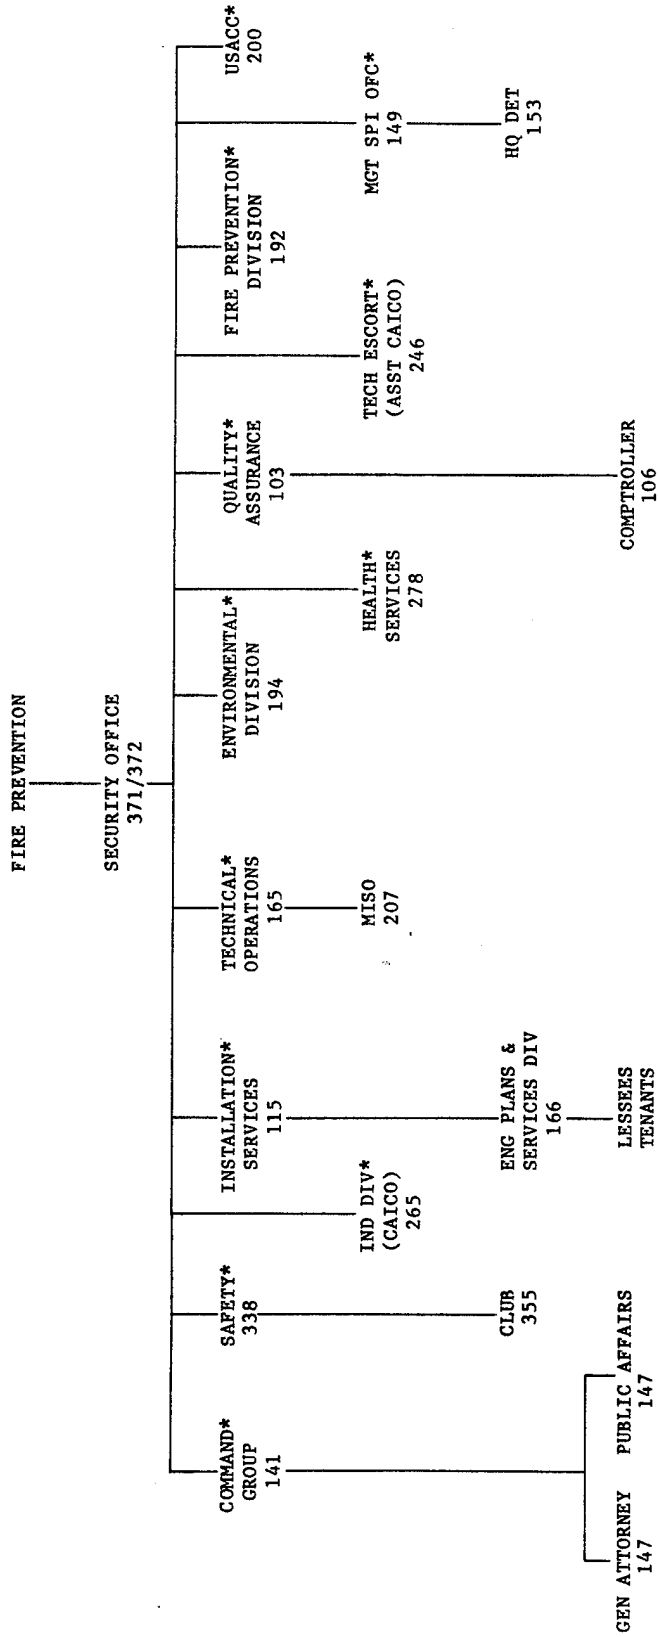 FIRE PREVENTION
SECURITY OFFICE
371/372
COMMAND*
GROUP
141
SAFETY*
338
INSTALLATION*
SERVICES
115
TECHNICAL*
OPERATIONS
165
ENVIRONMENTAL*
DIVISION
194
QUALITY*
ASSURANCE
103
FIRE PREVENTION*
DIVISION
192
USACC*
200
IND DIV*
(CAICO)
265
MISO
207
HEALTH*
SERVICES
278
TECH ESCORT*
(ASST CAICO)
246
MGT SPI OFC*
149
CLUB
355
ENG PLANS &
SERVICES DIV
166
HQ DET
153
GEN ATTORNEY
147
PUBLIC AFFAIRS
147
LESSEES
TENANTS
COMPTROLLER
106